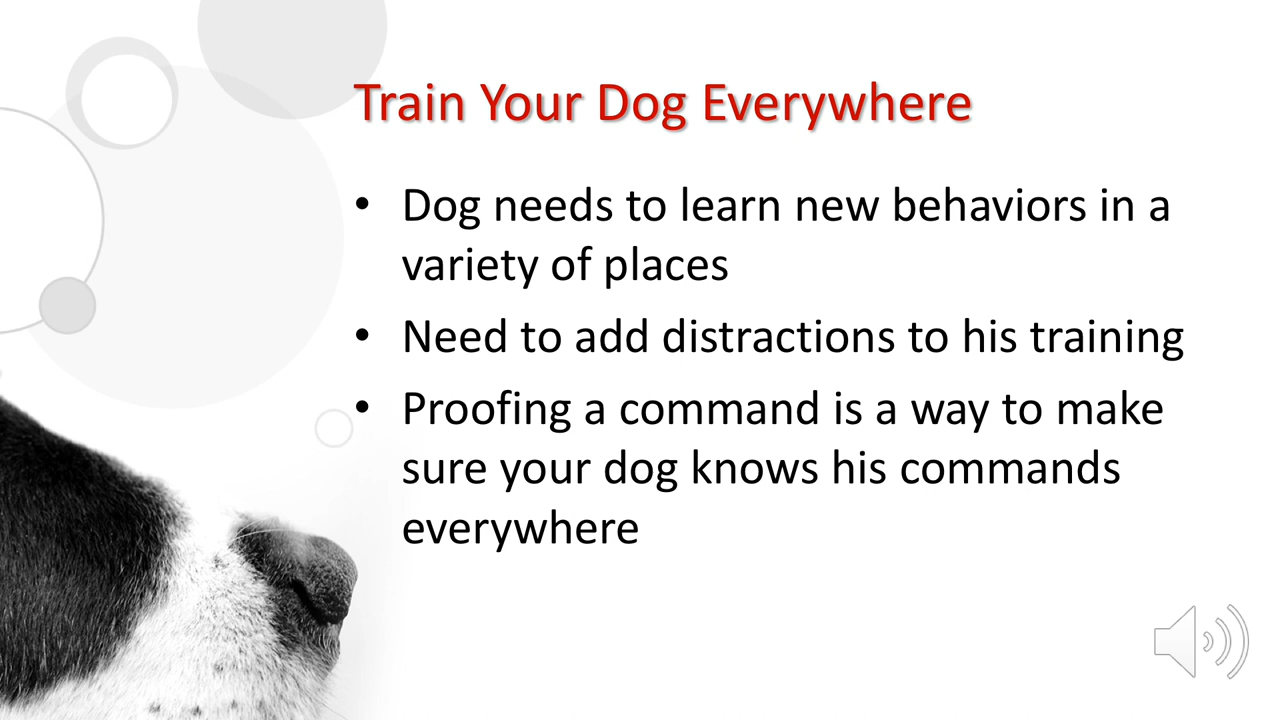 Train Your Dog Everywhere
• Dog needs to learn new behaviors in a
variety of places
• Need to add distractions to his training
• Proofing a command is a way to make
sure your dog knows his commands
everywhere